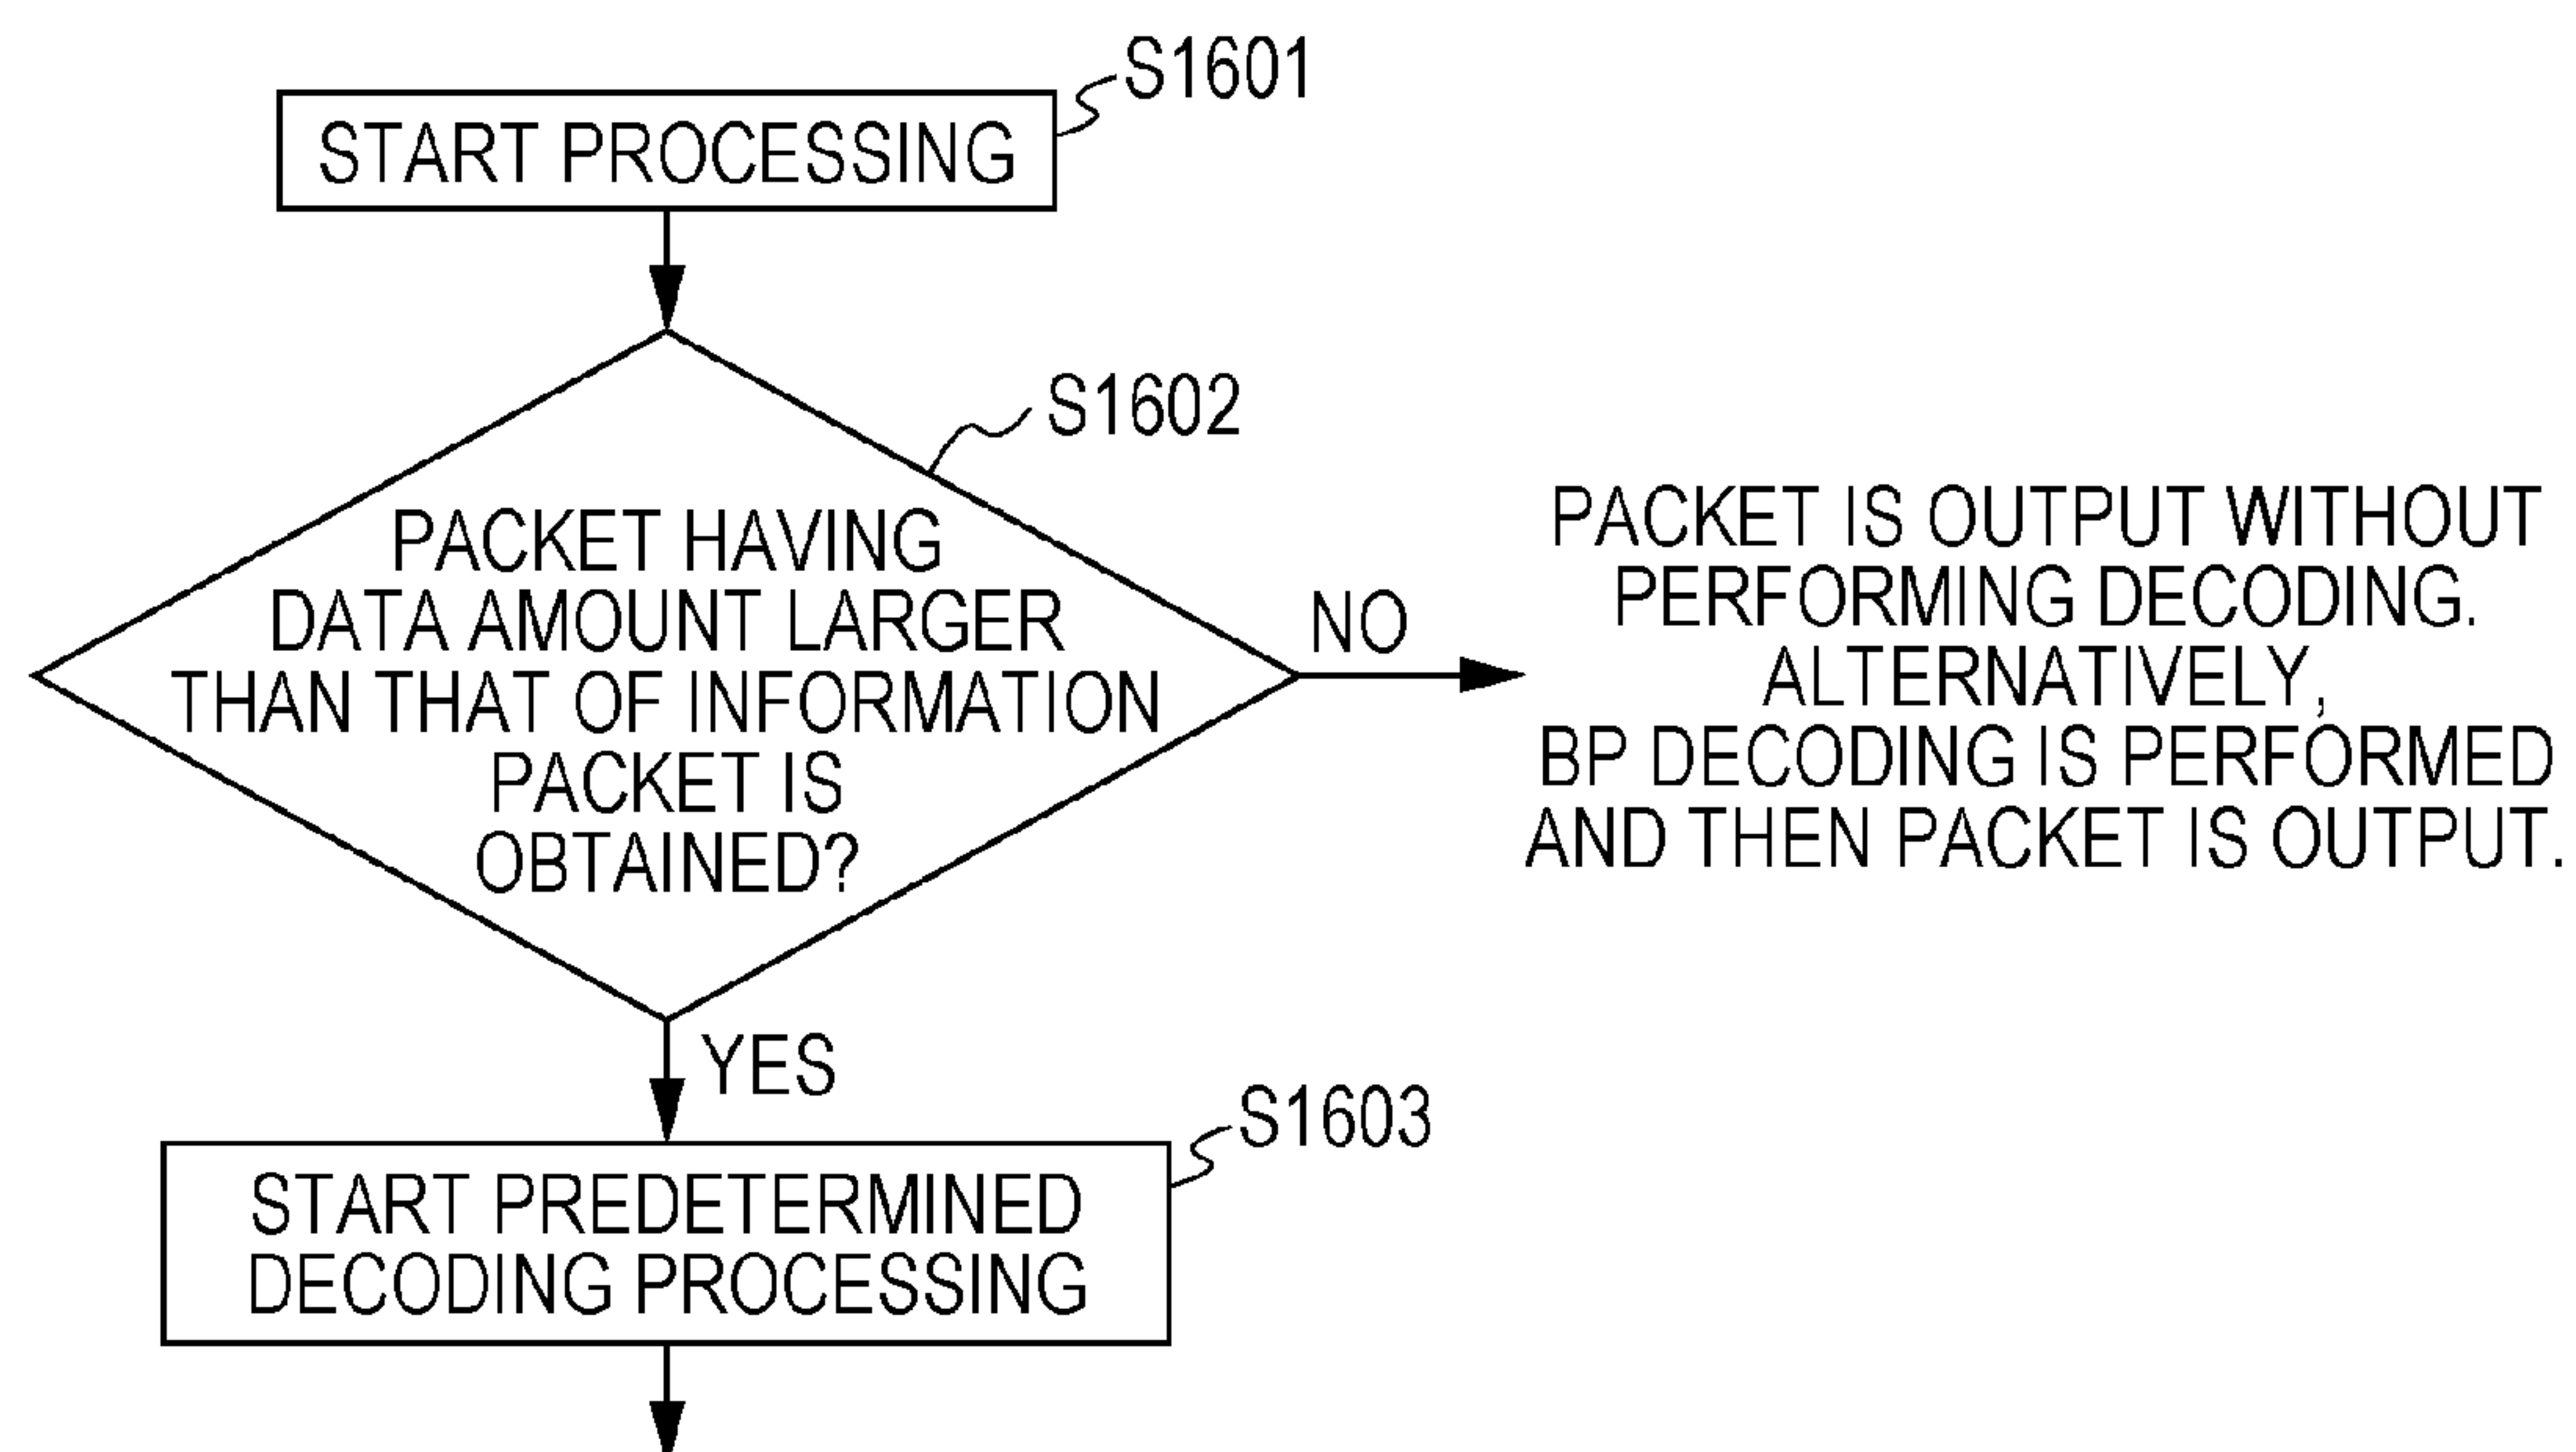 S1601
START PROCESSING
S1602
PACKET HAVING
DATA AMOUNT LARGER
THAN THAT OF INFORMATION
PACKET IS
OBTAINED?
NO
PACKET IS OUTPUT WITHOUT
PERFORMING DECODING.
ALTERNATIVELY,
BP DECODING IS PERFORMED
AND THEN PACKET IS OUTPUT.
YES
S1603
START PREDETERMINED
DECODING PROCESSING